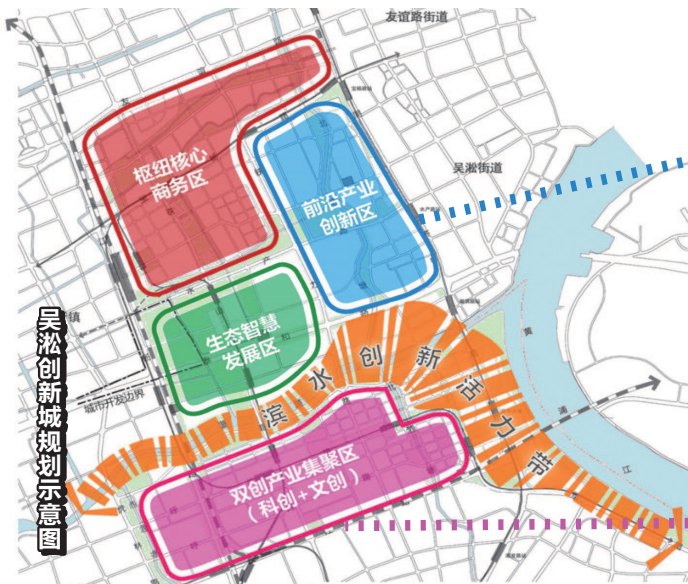 友谊路街道
枢纽核心
商务区
前沿产业
创新区
吴淞街道
生态智慧
发展区
城市开发边界
滨水创新活力带
黄浦江
双创产业集聚区
(科创+文创)
吴淞创新城规划示意图